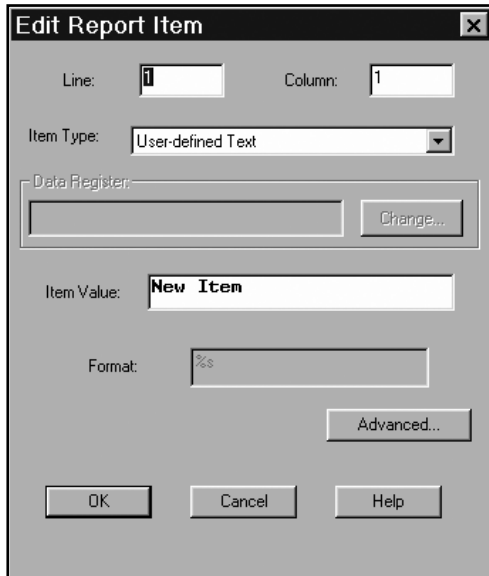 Edit Report Item
Line: 1 Column: 1
Item Type: User-defined Text
Data Register:
Change...
Item Value: New Item
Format: %s
Advanced...
OK Cancel Help